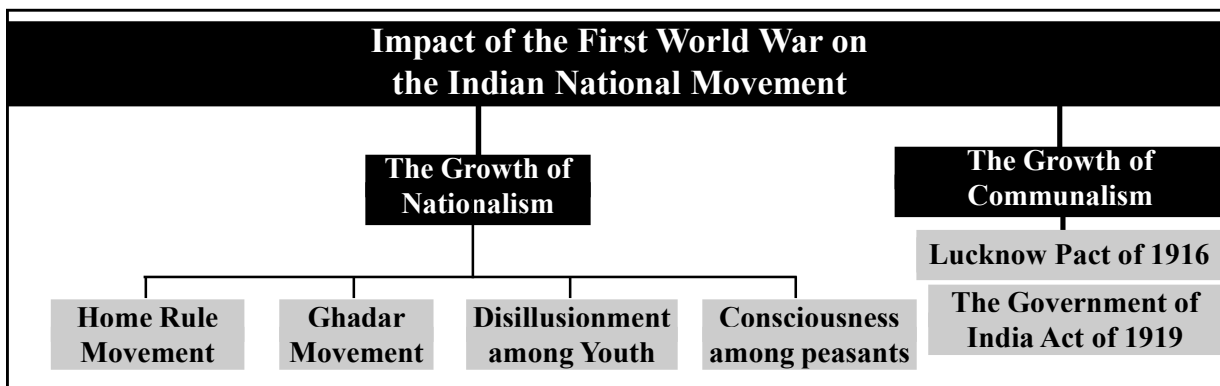 Impact of the First World War on
the Indian National Movement
The Growth of
Nationalism
Home Rule
Movement
Ghadar
Movement
Disillusionment
among Youth
Consciousness
among peasants
The Growth of
Communalism
Lucknow Pact of 1916
The Government of
India Act of 1919